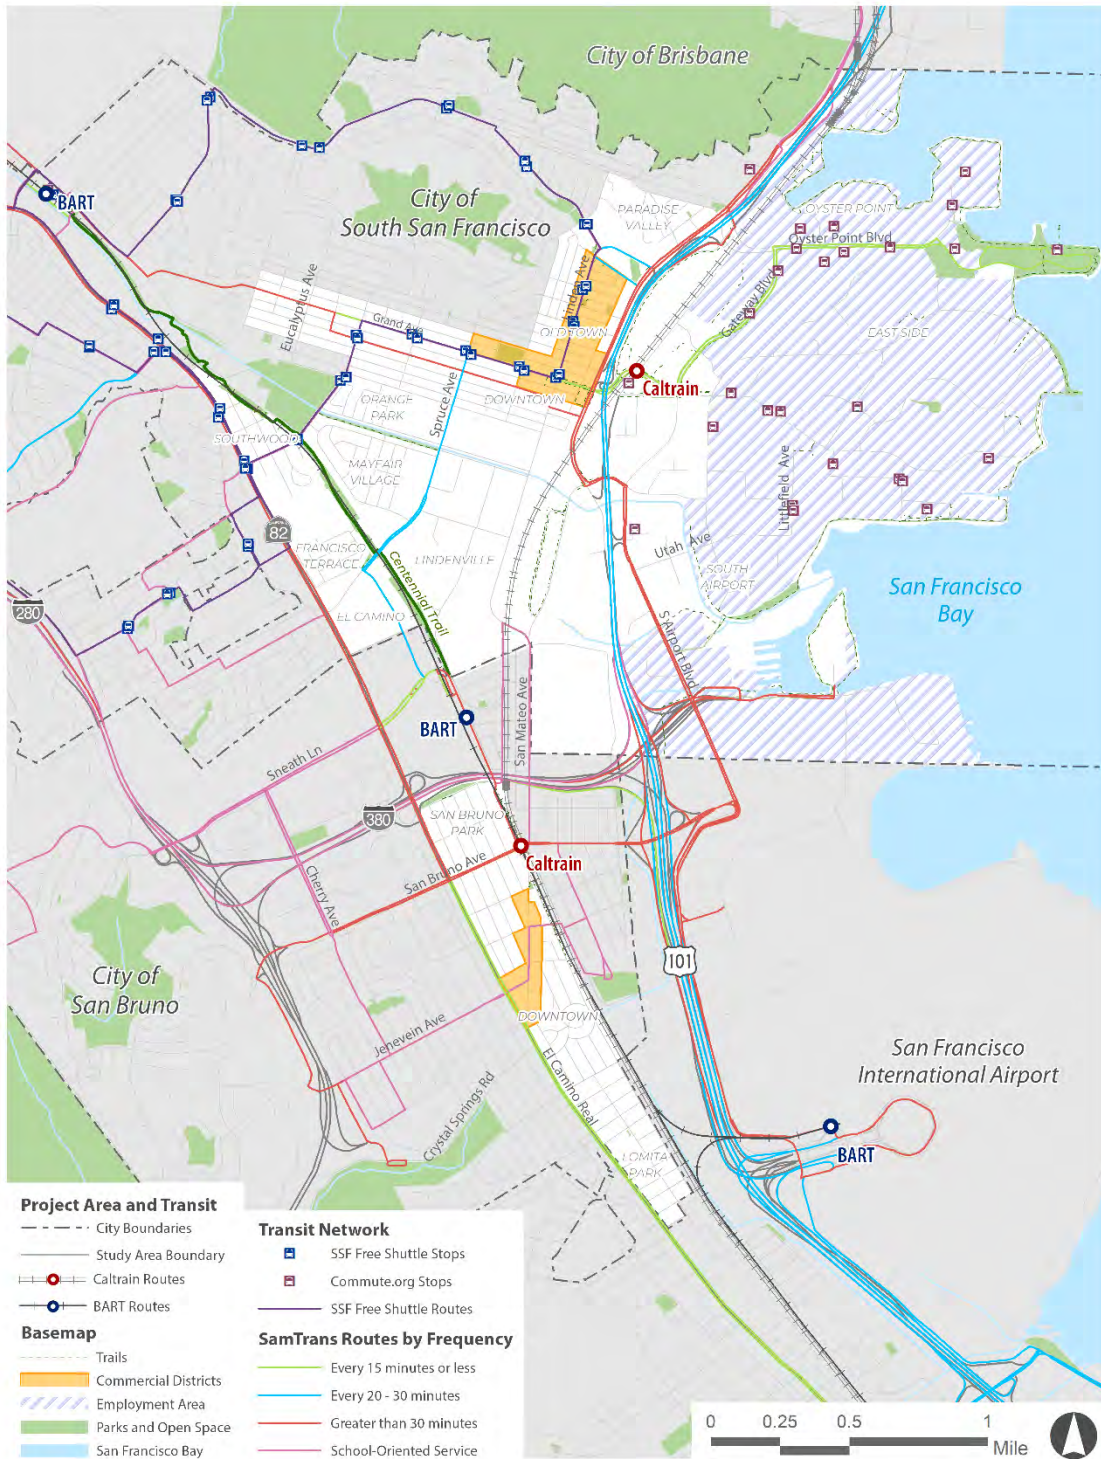 City of Brisbane
BART
City of
South San Francisco
PARADISE
VALLEY
OYSTER POINT
Oyster Point Blvd
Eucalyptus Ave
Linden Ave
Gateway Blvd
Grand Ave
OLD TOWN
EAST SIDE
Caltrain
Spruce Ave
ORANGE
PARK
DOWNTOWN
SOUTHWOOD
MAYFAIR
VILLAGE
Littlefield Ave
82
FRANCISCO
TERRACE
LINDENVILLE
Utah Ave
Centennial Trail
SOUTH
AIRPORT
San Francisco
Bay
280
EL CAMINO
S Airport Blvd
BART
San Mateo Ave
Sneath Ln
380
SAN BRUNO
PARK
Caltrain
San Bruno Ave
Cherry Ave
101
City of
San Bruno
DOWNTOWN
Jenevein Ave
San Francisco
International Airport
El Camino Real
Crystal Springs Rd
BART
LOMITA
PARK
Project Area and Transit
City Boundaries
Study Area Boundary
Caltrain Routes
BART Routes
Basemap
Trails
Commercial Districts
Employment Area
Parks and Open Space
San Francisco Bay
Transit Network
SSF Free Shuttle Stops
Commute.org Stops
SSF Free Shuttle Routes
SamTrans Routes by Frequency
Every 15 minutes or less
Every 20 - 30 minutes
Greater than 30 minutes
School-Oriented Service
0 0.25 0.5 1
Mile